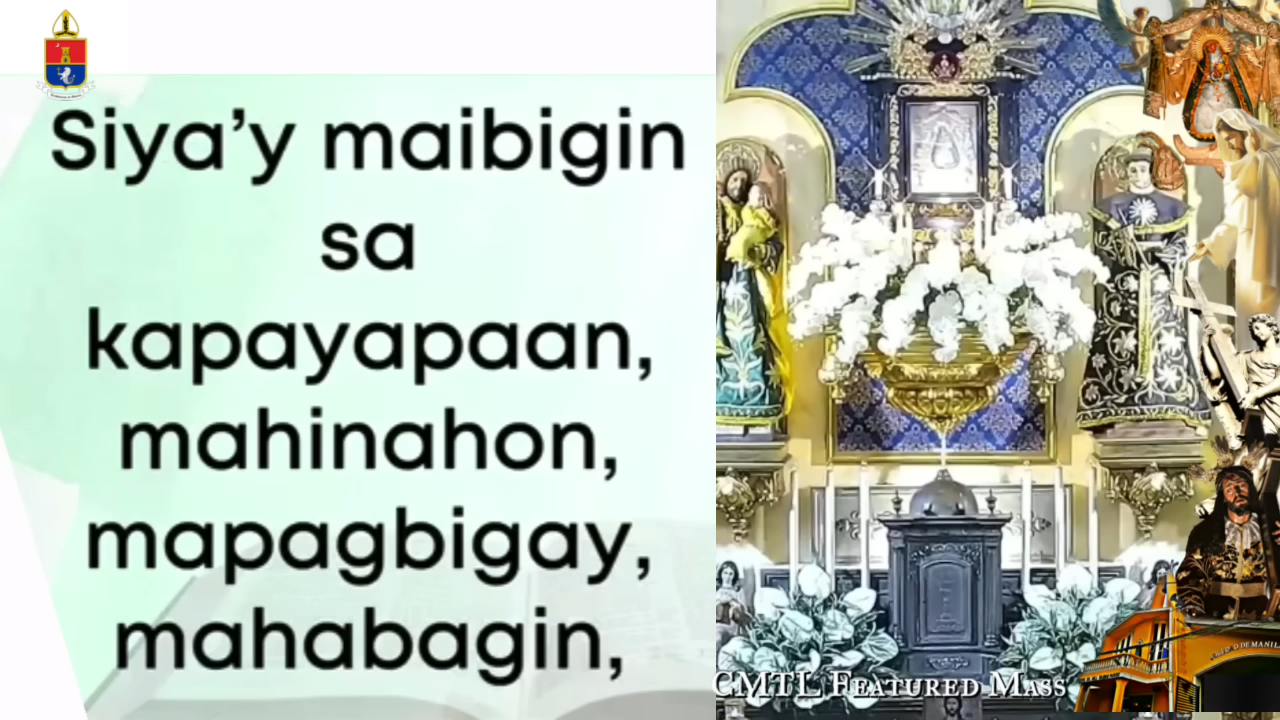 Siya’y maibigin
sa
kapayapaan,
mahinahon,
mapagbigay,
mahabagin,
CMTL Featured Mass